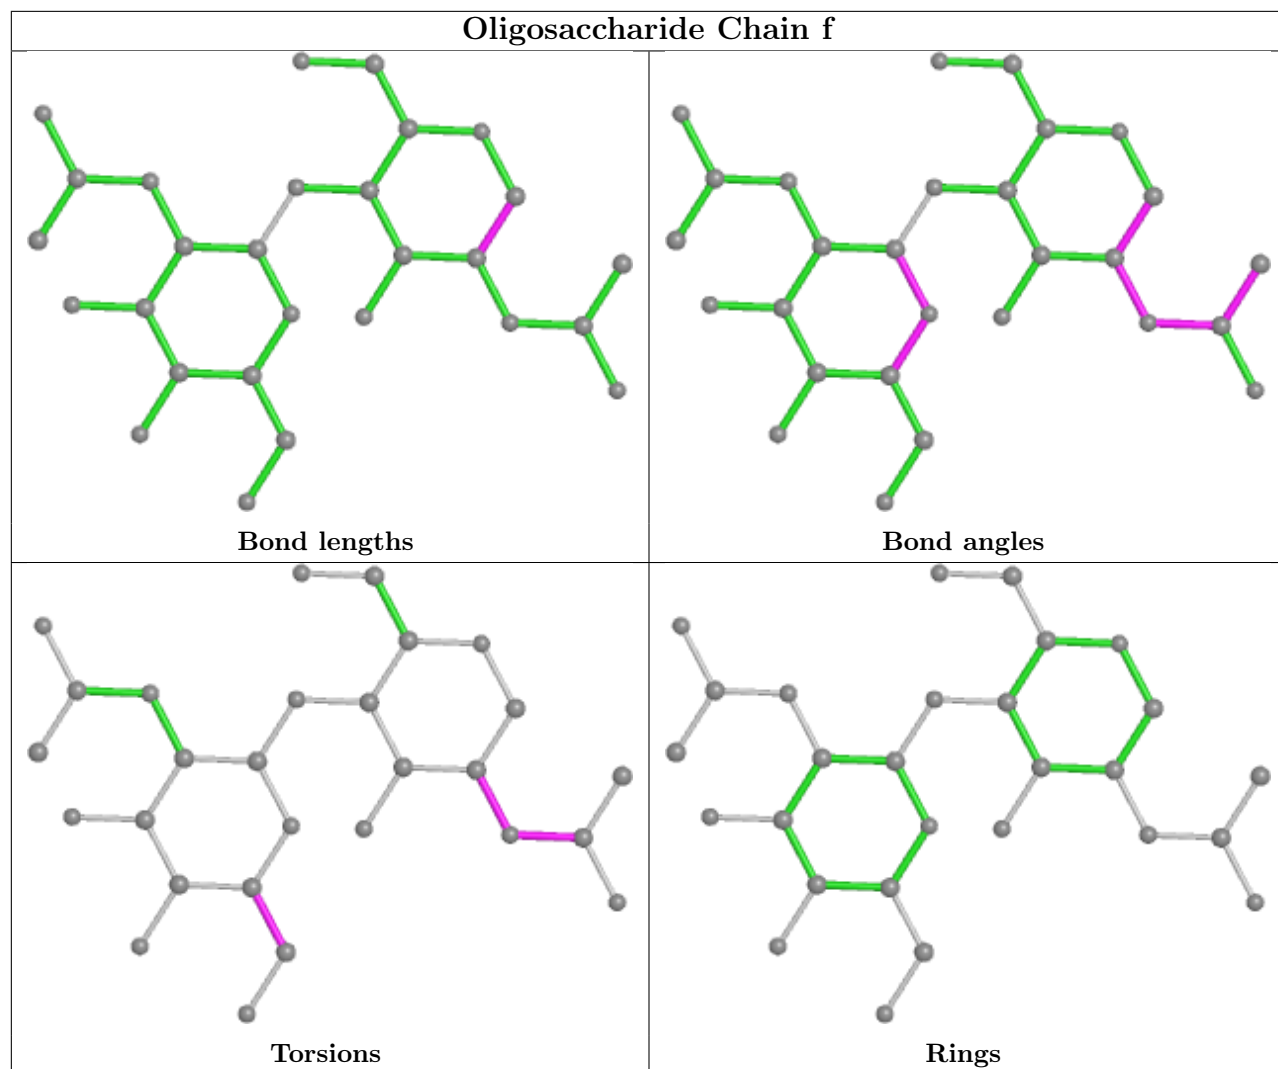 Oligosaccharide Chain f
Bond lengths
Bond angles
Torsions
Rings